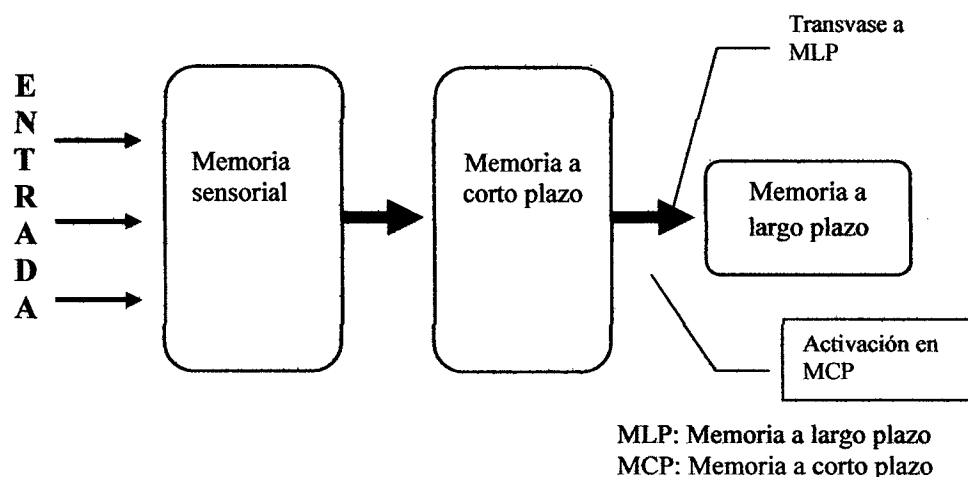 ENTRADA
Memoria
sensorial
Memoria a
corto plazo
Transvase a
MLP
Memoria a
largo plazo
Activación en
MCP
MLP: Memoria a largo plazo
MCP: Memoria a corto plazo